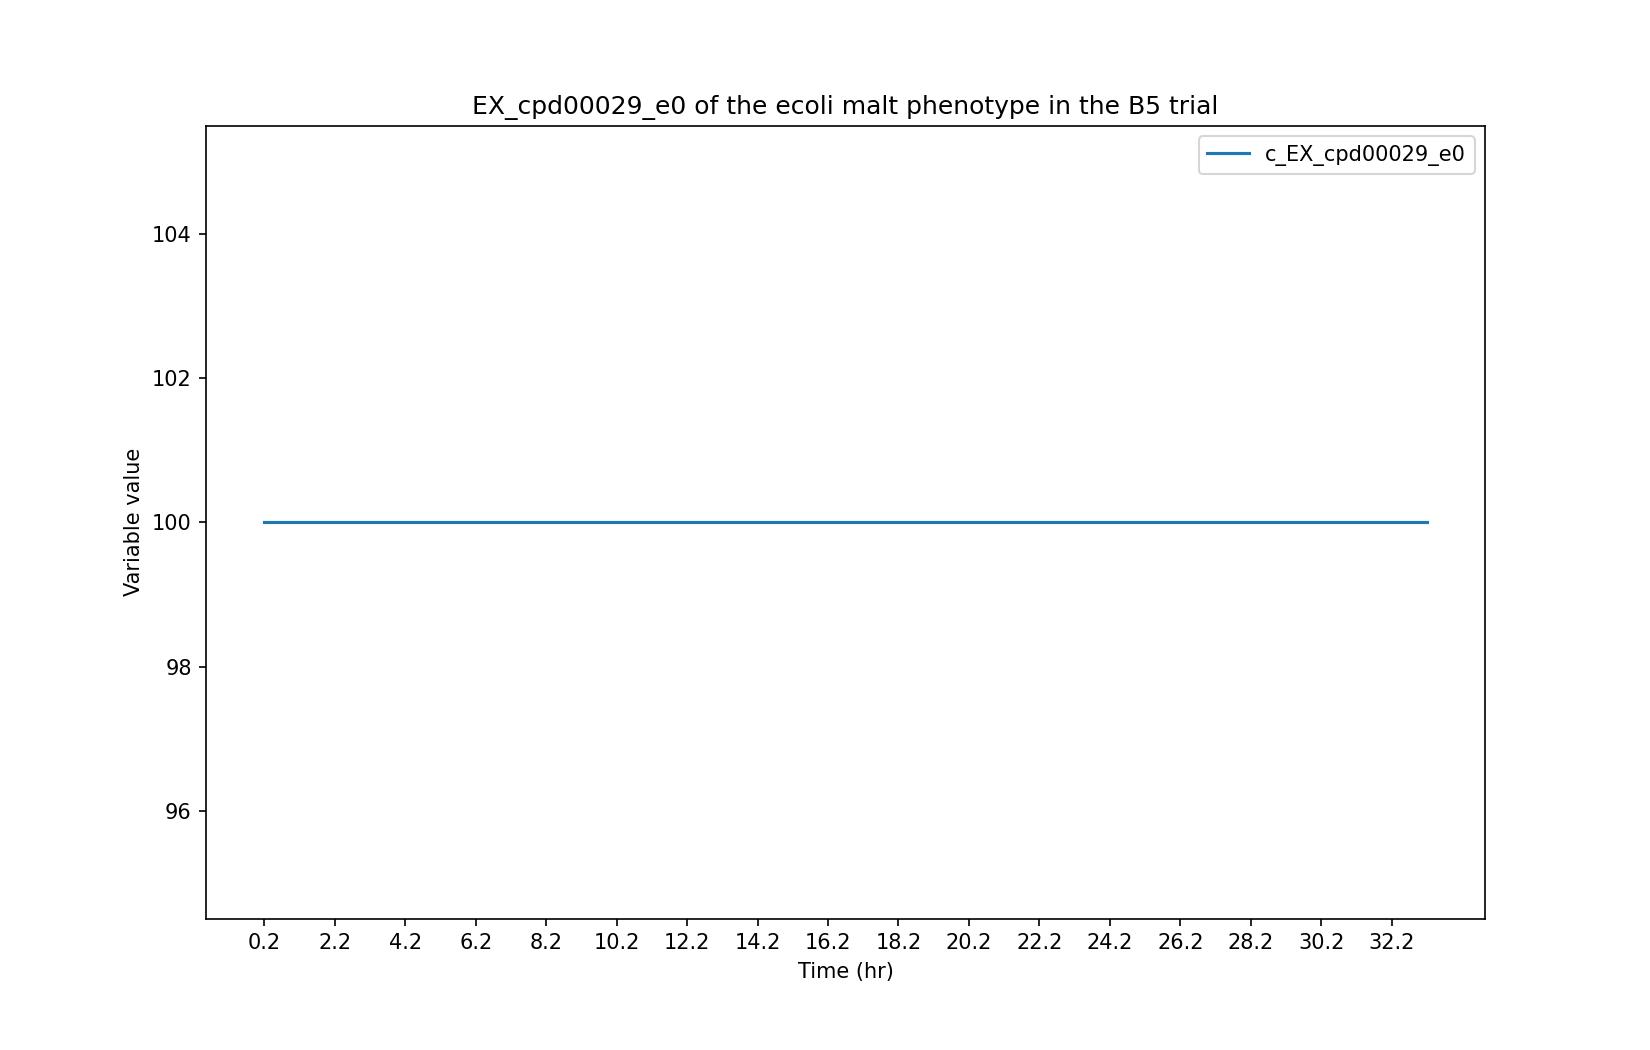 EX_cpd00029_e0 of the ecoli malt phenotype in the B5 trial
c_EX_cpd00029_e0
104
102
100
98
96
Variable value
0.2 2.2 4.2 6.2 8.2 10.2 12.2 14.2 16.2 18.2 20.2 22.2 24.2 26.2 28.2 30.2 32.2
Time (hr)